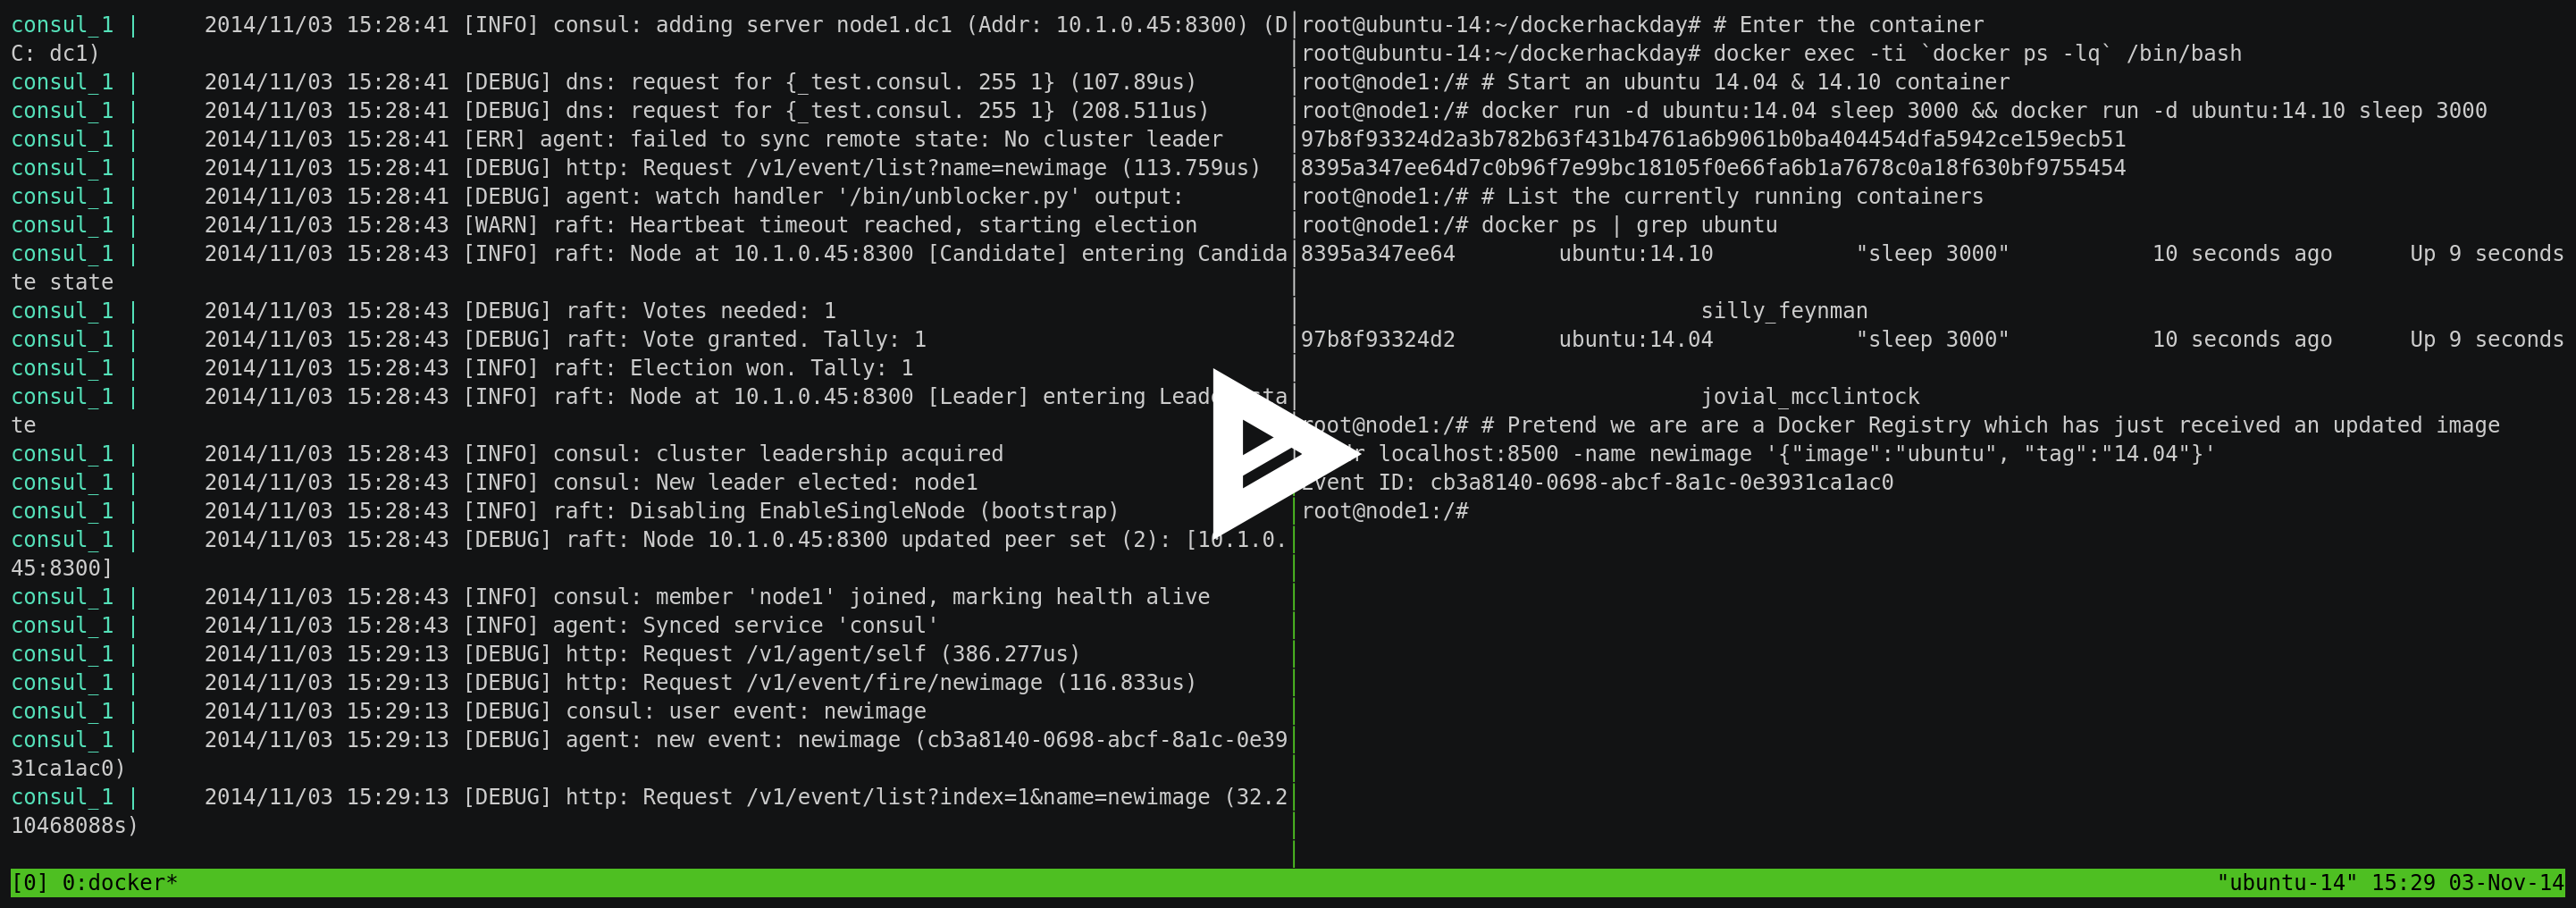 consul_1 |     2014/11/03 15:28:41 [INFO] consul: adding server node1.dc1 (Addr: 10.1.0.45:8300) (D
C: dc1)
consul_1 |     2014/11/03 15:28:41 [DEBUG] dns: request for {_test.consul. 255 1} (107.89us)
consul_1 |     2014/11/03 15:28:41 [DEBUG] dns: request for {_test.consul. 255 1} (208.511us)
consul_1 |     2014/11/03 15:28:41 [ERR] agent: failed to sync remote state: No cluster leader
consul_1 |     2014/11/03 15:28:41 [DEBUG] http: Request /v1/event/list?name=newimage (113.759us)
consul_1 |     2014/11/03 15:28:41 [DEBUG] agent: watch handler '/bin/unblocker.py' output:
consul_1 |     2014/11/03 15:28:43 [WARN] raft: Heartbeat timeout reached, starting election
consul_1 |     2014/11/03 15:28:43 [INFO] raft: Node at 10.1.0.45:8300 [Candidate] entering Candida
te state
consul_1 |     2014/11/03 15:28:43 [DEBUG] raft: Votes needed: 1
consul_1 |     2014/11/03 15:28:43 [DEBUG] raft: Vote granted. Tally: 1
consul_1 |     2014/11/03 15:28:43 [INFO] raft: Election won. Tally: 1
consul_1 |     2014/11/03 15:28:43 [INFO] raft: Node at 10.1.0.45:8300 [Leader] entering
te
consul_1 |     2014/11/03 15:28:43 [INFO] consul: cluster leadership acquired
consul_1 |     2014/11/03 15:28:43 [INFO] consul: New leader elected: node1
consul_1 |     2014/11/03 15:28:43 [INFO] raft: Disabling EnableSingleNode (bootstrap)
consul_1 |     2014/11/03 15:28:43 [DEBUG] raft: Node 10.1.0.45:8300 updated peer set (2): [10.1.0.
45:8300]
consul_1 |     2014/11/03 15:28:43 [INFO] consul: member 'node1' joined, marking health alive
consul_1 |     2014/11/03 15:28:43 [INFO] agent: Synced service 'consul'
consul_1 |     2014/11/03 15:29:13 [DEBUG] http: Request /v1/agent/self (386.277us)
consul_1 |     2014/11/03 15:29:13 [DEBUG] http: Request /v1/event/fire/newimage (116.833us)
consul_1 |     2014/11/03 15:29:13 [DEBUG] consul: user event: newimage
consul_1 |     2014/11/03 15:29:13 [DEBUG] agent: new event: newimage (cb3a8140-0698-abcf-8a1c-0e39
31ca1ac0)
consul_1 |     2014/11/03 15:29:13 [DEBUG] http: Request /v1/event/list?index=1&name=newimage (32.2
10468088s)
root@ubuntu-14:~/dockerhackday# # Enter the container
root@ubuntu-14:~/dockerhackday# docker exec -ti `docker ps -lq` /bin/bash
root@node1:/# # Start an ubuntu 14.04 & 14.10 container
root@node1:/# docker run -d ubuntu:14.04 sleep 3000 && docker run -d ubuntu:14.10 sleep 3000
97b8f93324d2a3b782b63f431b4761a6b9061b0ba404454dfa5942ce159ecb51
8395a347ee64d7c0b96f7e99bc18105f0e66fa6b1a7678c0a18f630bf9755454
root@node1:/# # List the currently running containers
root@node1:/# docker ps | grep ubuntu
8395a347ee64        ubuntu:14.10           "sleep 3000"           10 seconds ago      Up 9 seconds
silly_feynman
97b8f93324d2        ubuntu:14.04           "sleep 3000"           10 seconds ago      Up 9 seconds
jovial_mcclintock
root@node1:/# # Pretend we are are a Docker Registry which has just received an updated image
localhost:8500 -name newimage '{"image":"ubuntu", "tag":"14.04"}'
Event ID: cb3a8140-0698-abcf-8a1c-0e3931ca1ac0
root@node1:/#
[0] 0:docker*     "ubuntu-14" 15:29 03-Nov-14